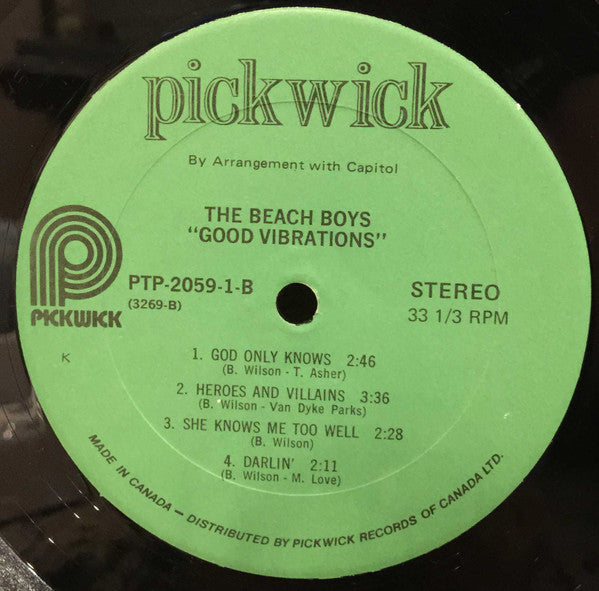 pickwick
By Arrangement with Capitol
THE BEACH BOYS
"GOOD VIBRATIONS"
PTP-2059-1-B
(3269-B)
STEREO
33 1/3 RPM
PICKWICK
K
1. GOD ONLY KNOWS 2:46
(B. Wilson - T. Asher)
2. HEROES AND VILLAINS 3:36
(B. Wilson - Van Dyke Parks)
3. SHE KNOWS ME TOO WELL 2:28
(B. Wilson)
4. DARLIN' 2:11
(B. Wilson - M. Love)
MADE IN CANADA — DISTRIBUTED BY PICKWICK RECORDS OF CANADA LTD.